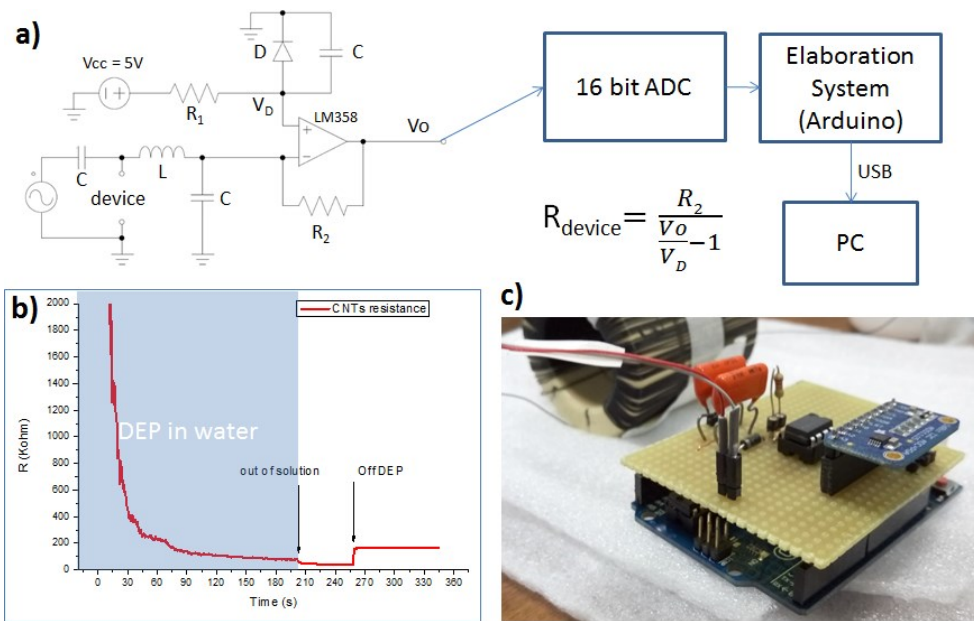 a)
Vcc = 5V
R1
D
C
VD
LM358
Vo
C
L
device
C
R2
16 bit ADC
Elaboration
System
(Arduino)
USB
PC
Rdevice= R2
Vo
VD
-1
b)
CNTs resistance
DEP in water
out of solution
Off DEP
R (Kohm)
2000
1800
1600
1400
1200
1000
800
600
400
200
0
0 30 60 90 120 150 180 210 240 270 300 330 360
Time (s)
c)